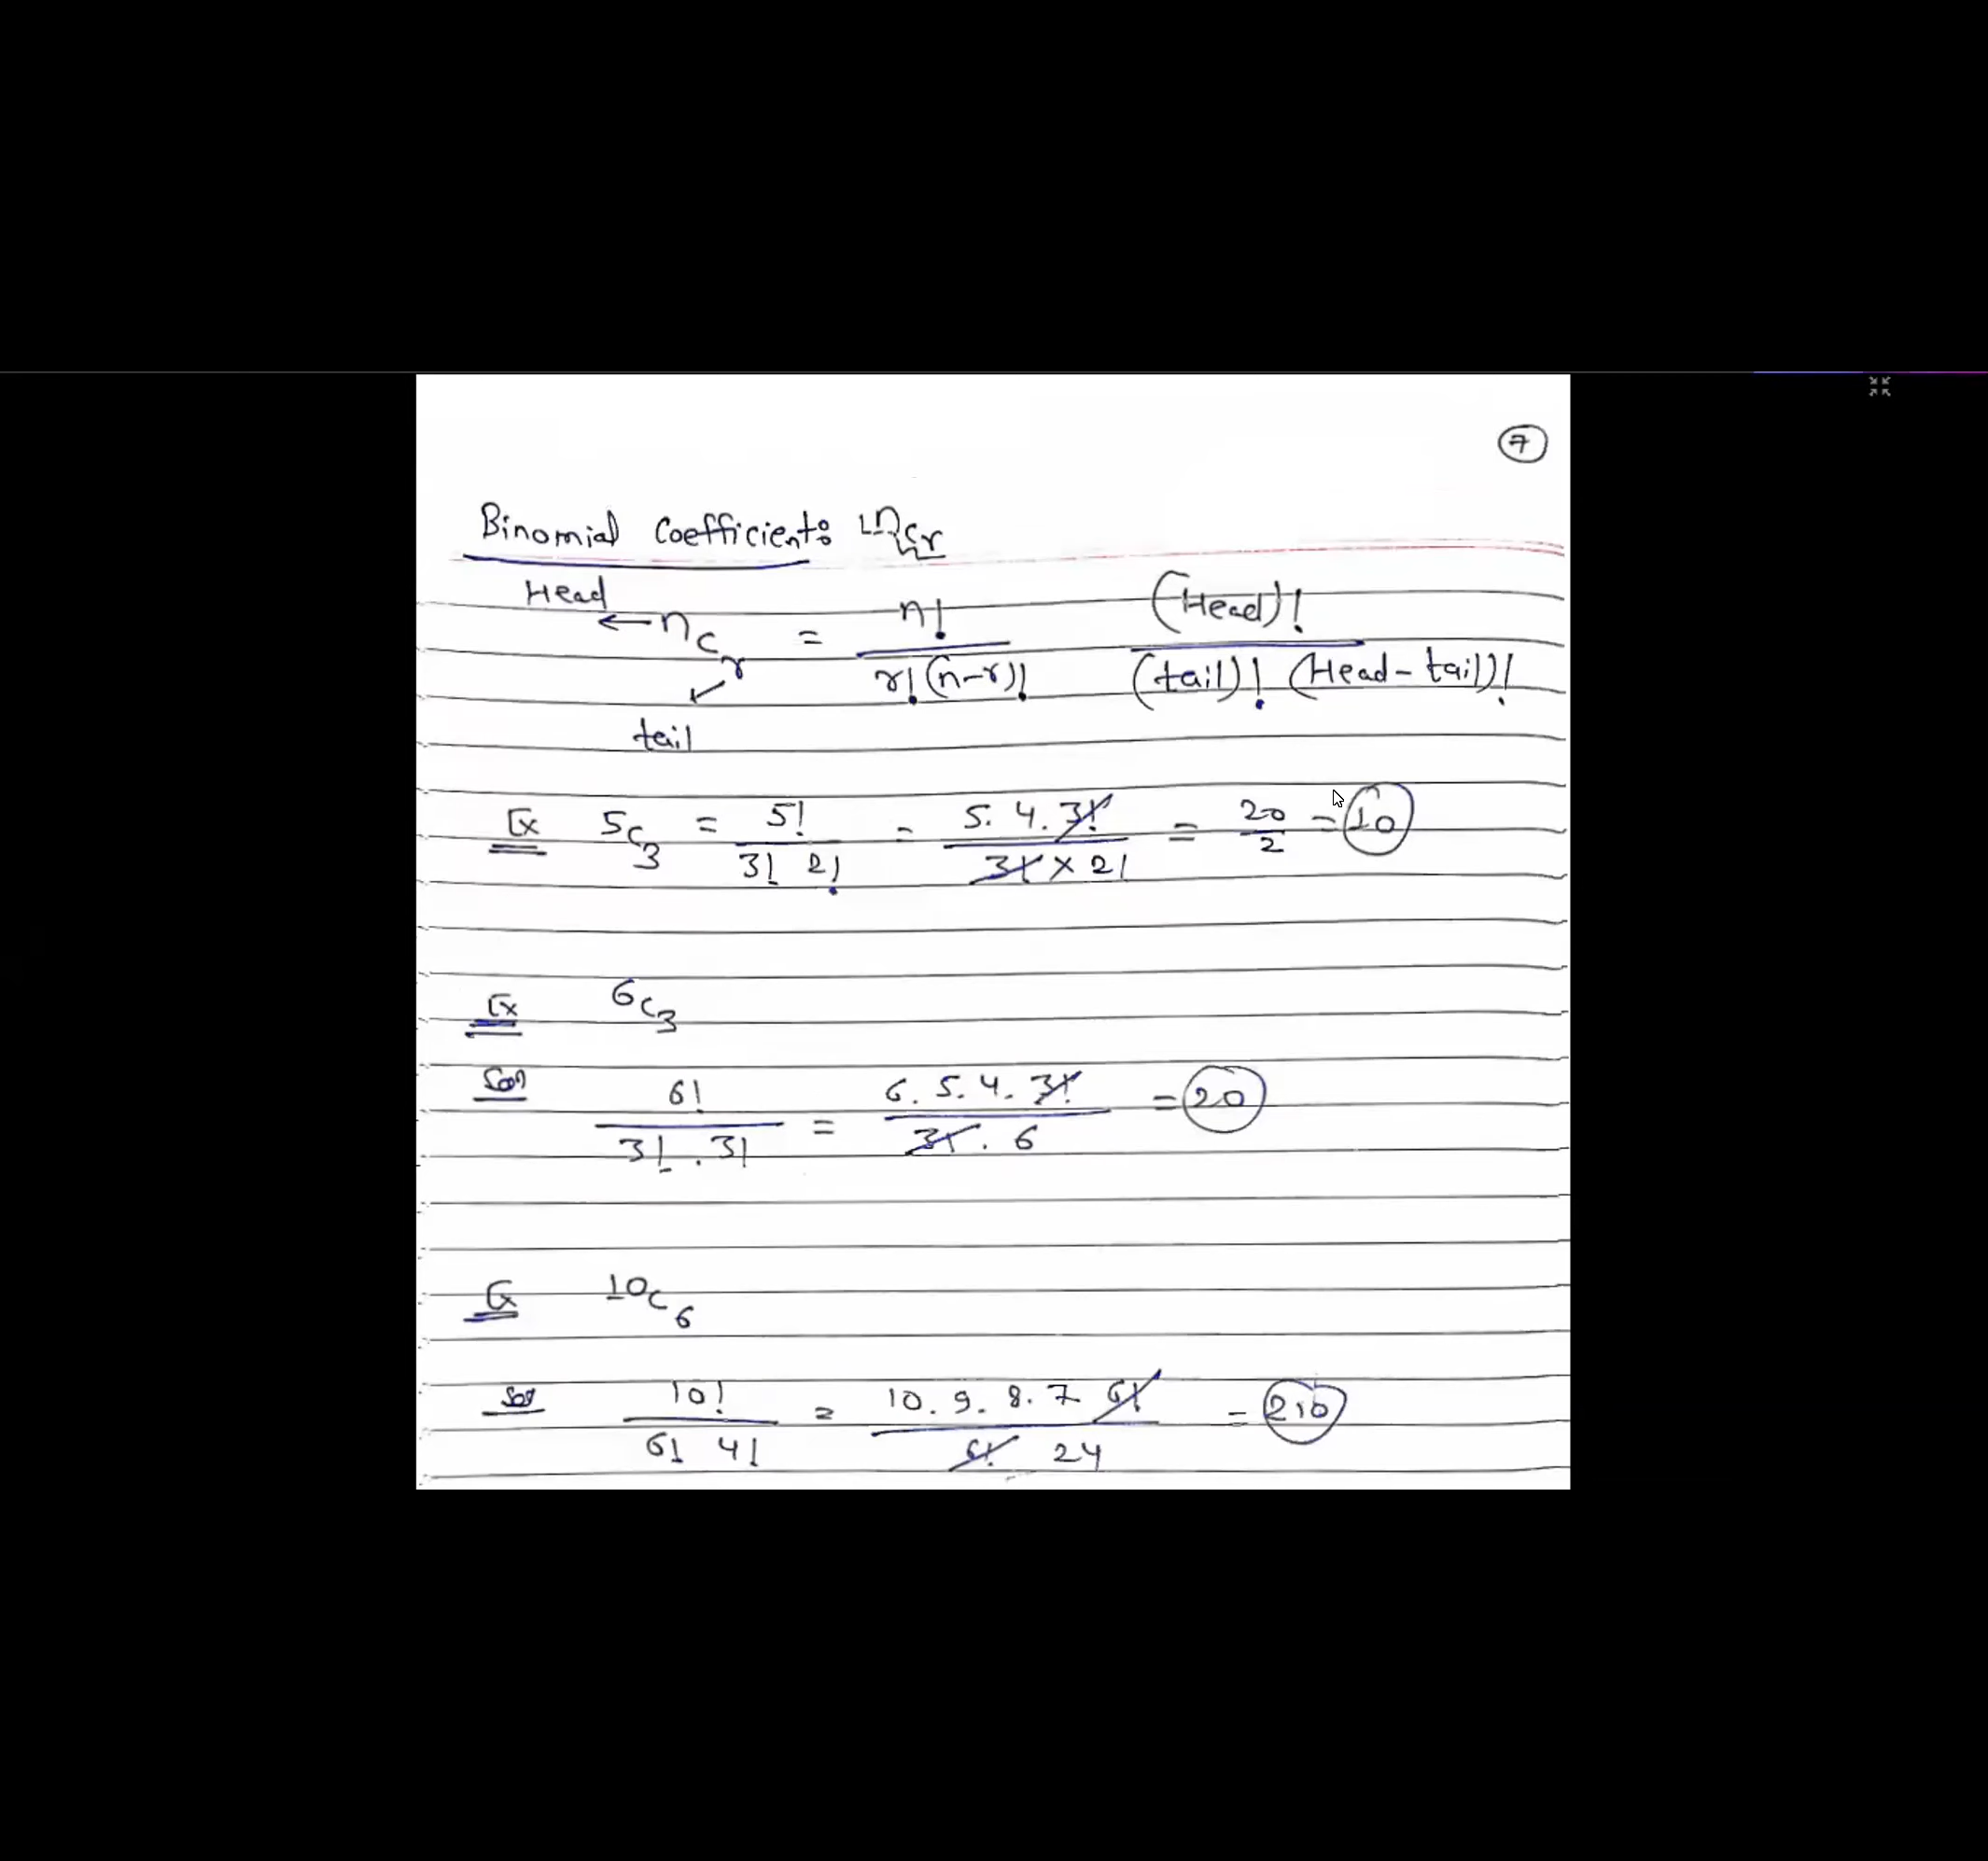 7
Binomial Coefficient: nCr
Head
← nCr = n! / r!(n-r)!   (Head)! / (tail)! (Head-tail)!
tail
Ex 5C3 = 5! / 3! 2! = 5. 4. 3! / 3! × 2! = 20 / 2 = 10
Ex 6C3
Soln 6! / 3! . 3! = 6. 5. 4. 3! / 3! . 6 = 20
Ex 10C6
Sol 10! / 6! 4! = 10. 9. 8. 7 6! / 6! 24 = 210